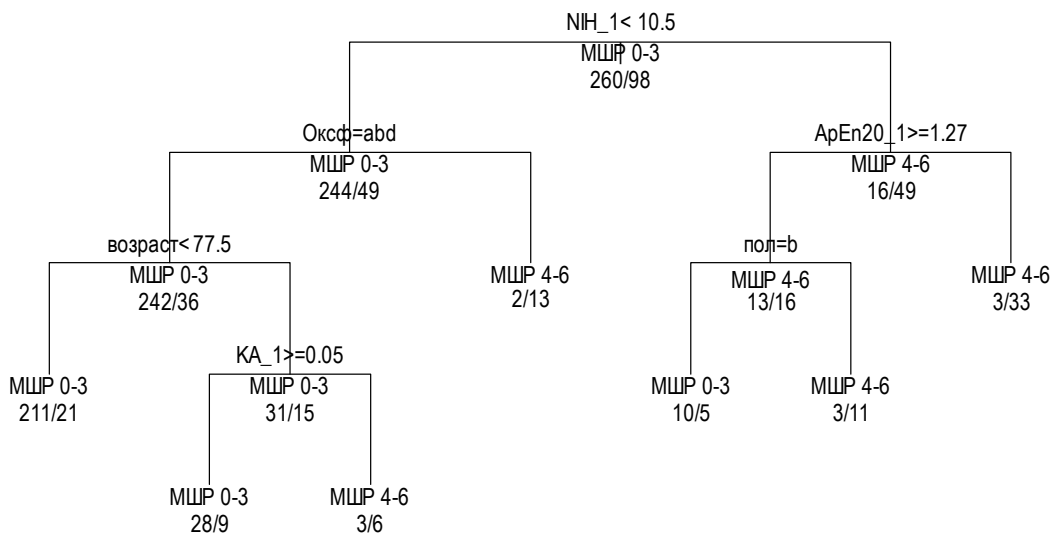 NIH_1< 10.5
МШР 0-3
260/98
Оксф=abd
МШР 0-3
244/49
ApEn20_1>=1.27
МШР 4-6
16/49
возраст< 77.5
МШР 0-3
242/36
МШР 4-6
2/13
пол=b
МШР 4-6
13/16
МШР 4-6
3/33
МШР 0-3
211/21
KA_1>=0.05
МШР 0-3
31/15
МШР 0-3
10/5
МШР 4-6
3/11
МШР 0-3
28/9
МШР 4-6
3/6